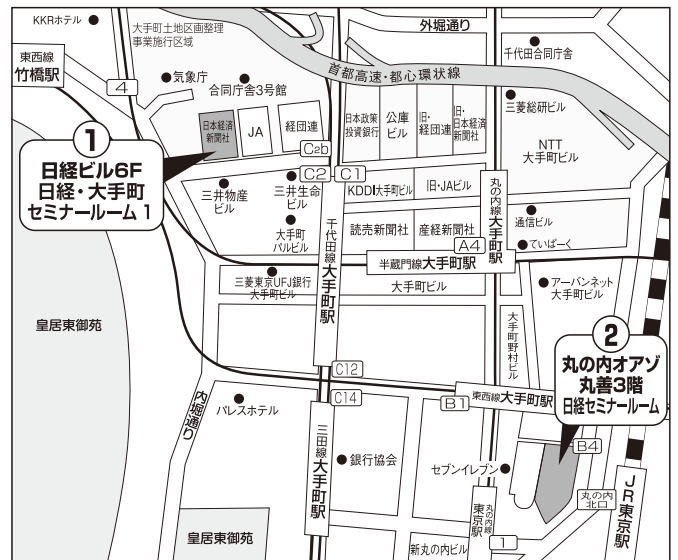 KKRホテル
大手町土地区画整理
事業施行区域
外堀通り
千代田合同庁舎
東西線
竹橋駅
気象庁
合同庁舎3号館
首都高速・都心環状線
4
三菱総研ビル
日本経済
新聞社
JA
経団連
日本政策
投資銀行
公庫
ビル
旧・
経団連
旧・
日本経済
新聞社
NTT
大手町ビル
1
日経ビル6F
日経・大手町
セミナールーム1
C2b
C2
C1
三井物産
ビル
三井生命
ビル
KDDI大手町ビル
旧・JAビル
丸の内線大手町駅
通信ビル
大手町
パルビル
千代田線大手町駅
読売新聞社
産経新聞社
A4
ていぱーく
半蔵門線大手町駅
三菱東京UFJ銀行
大手町ビル
大手町ビル
アーバンネット
大手町ビル
皇居東御苑
大手町野村ビル
2
丸の内オアゾ
丸善3階
日経セミナールーム
C12
C14
B1
東西線大手町駅
内堀通り
パレスホテル
三田線大手町駅
銀行協会
セブンイレブン
B4
丸の内線
東京駅
丸の内
北口
JR東京駅
皇居東御苑
新丸の内ビル
1